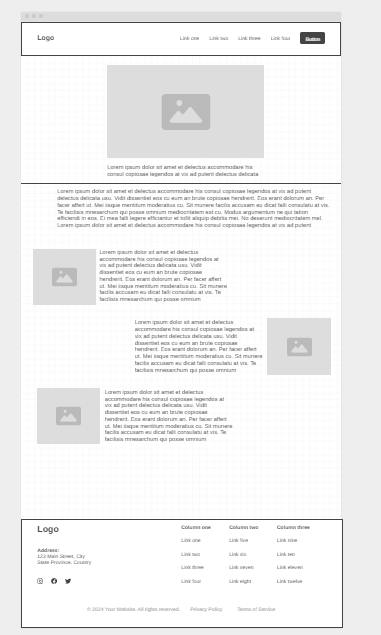 Logo
Link one Link two Link three Link four Button
Lorem ipsum dolor sit amet et delectus accommodare his
consul copiosae legendos at vix ad putent delectus delicata
Lorem ipsum dolor sit amet et delectus accommodare his consul copiosae legendos at vix ad putent
delectus delicata usu. Vidit dissentiet eos cu eum an brute copiosae hendrerit. Eos erant dolorum an. Per facer
affert ut. Mei iisque mentitum moderatius cu. Sit munere facilis accusam eu dicat falli consulatu at vis.
Te facilisis mnesarchum qui posse omnium mediocritatem est cu. Modus argumentum ne qui tation
efficiendi in eos. Ei mea falli legere efficiantur et tollit aliquip debitis mei. No deserunt mediocritatem mel.
Lorem ipsum dolor sit amet et delectus accommodare his consul copiosae legendos at vix ad putent
Lorem ipsum dolor sit amet et delectus
accommodare his consul copiosae legendos at
vix ad putent delectus delicata usu. Vidit
dissentiet eos cu eum an brute copiosae
hendrerit. Eos erant dolorum an. Per facer affert
ut. Mei iisque mentitum moderatius cu. Sit munere
facilis accusam eu dicat falli consulatu at vis. Te
facilisis mnesarchum qui posse omnium
Lorem ipsum dolor sit amet et delectus
accommodare his consul copiosae legendos at
vix ad putent delectus delicata usu. Vidit
dissentiet eos cu eum an brute copiosae
hendrerit. Eos erant dolorum an. Per facer affert
ut. Mei iisque mentitum moderatius cu. Sit munere
facilis accusam eu dicat falli consulatu at vis. Te
facilisis mnesarchum qui posse omnium
Lorem ipsum dolor sit amet et delectus
accommodare his consul copiosae legendos at
vix ad putent delectus delicata usu. Vidit
dissentiet eos cu eum an brute copiosae
hendrerit. Eos erant dolorum an. Per facer affert
ut. Mei iisque mentitum moderatius cu. Sit munere
facilis accusam eu dicat falli consulatu at vis. Te
facilisis mnesarchum qui posse omnium
Logo
Address:
123 Main Street, City
State Province, Country
Column one
Link one
Link two
Link three
Link four
Column two
Link five
Link six
Link seven
Link eight
Column three
Link nine
Link ten
Link eleven
Link twelve
© 2024 Your Website. All rights reserved. Privacy Policy Terms of Service